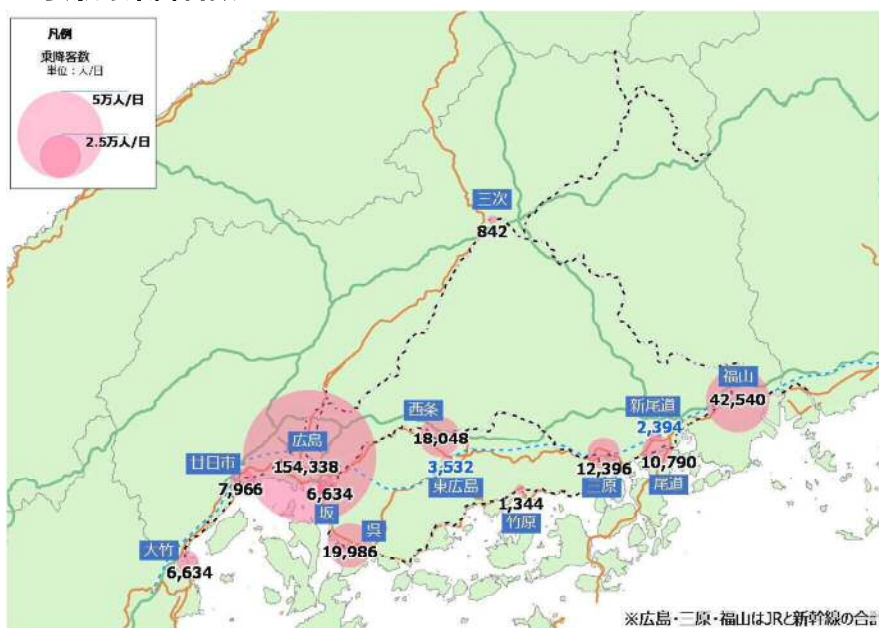 凡例
乗降客数
単位：人/日
5万人/日
2.5万人/日
三次
842
福山
42,540
新尾道
2,394
西条
18,048
広島
154,338
廿日市
7,966
3,532
東広島
12,396
三原
10,790
尾道
6,634
坂
1,344
竹原
呉
19,986
大竹
6,634
※広島・三原・福山はJRと新幹線の合計